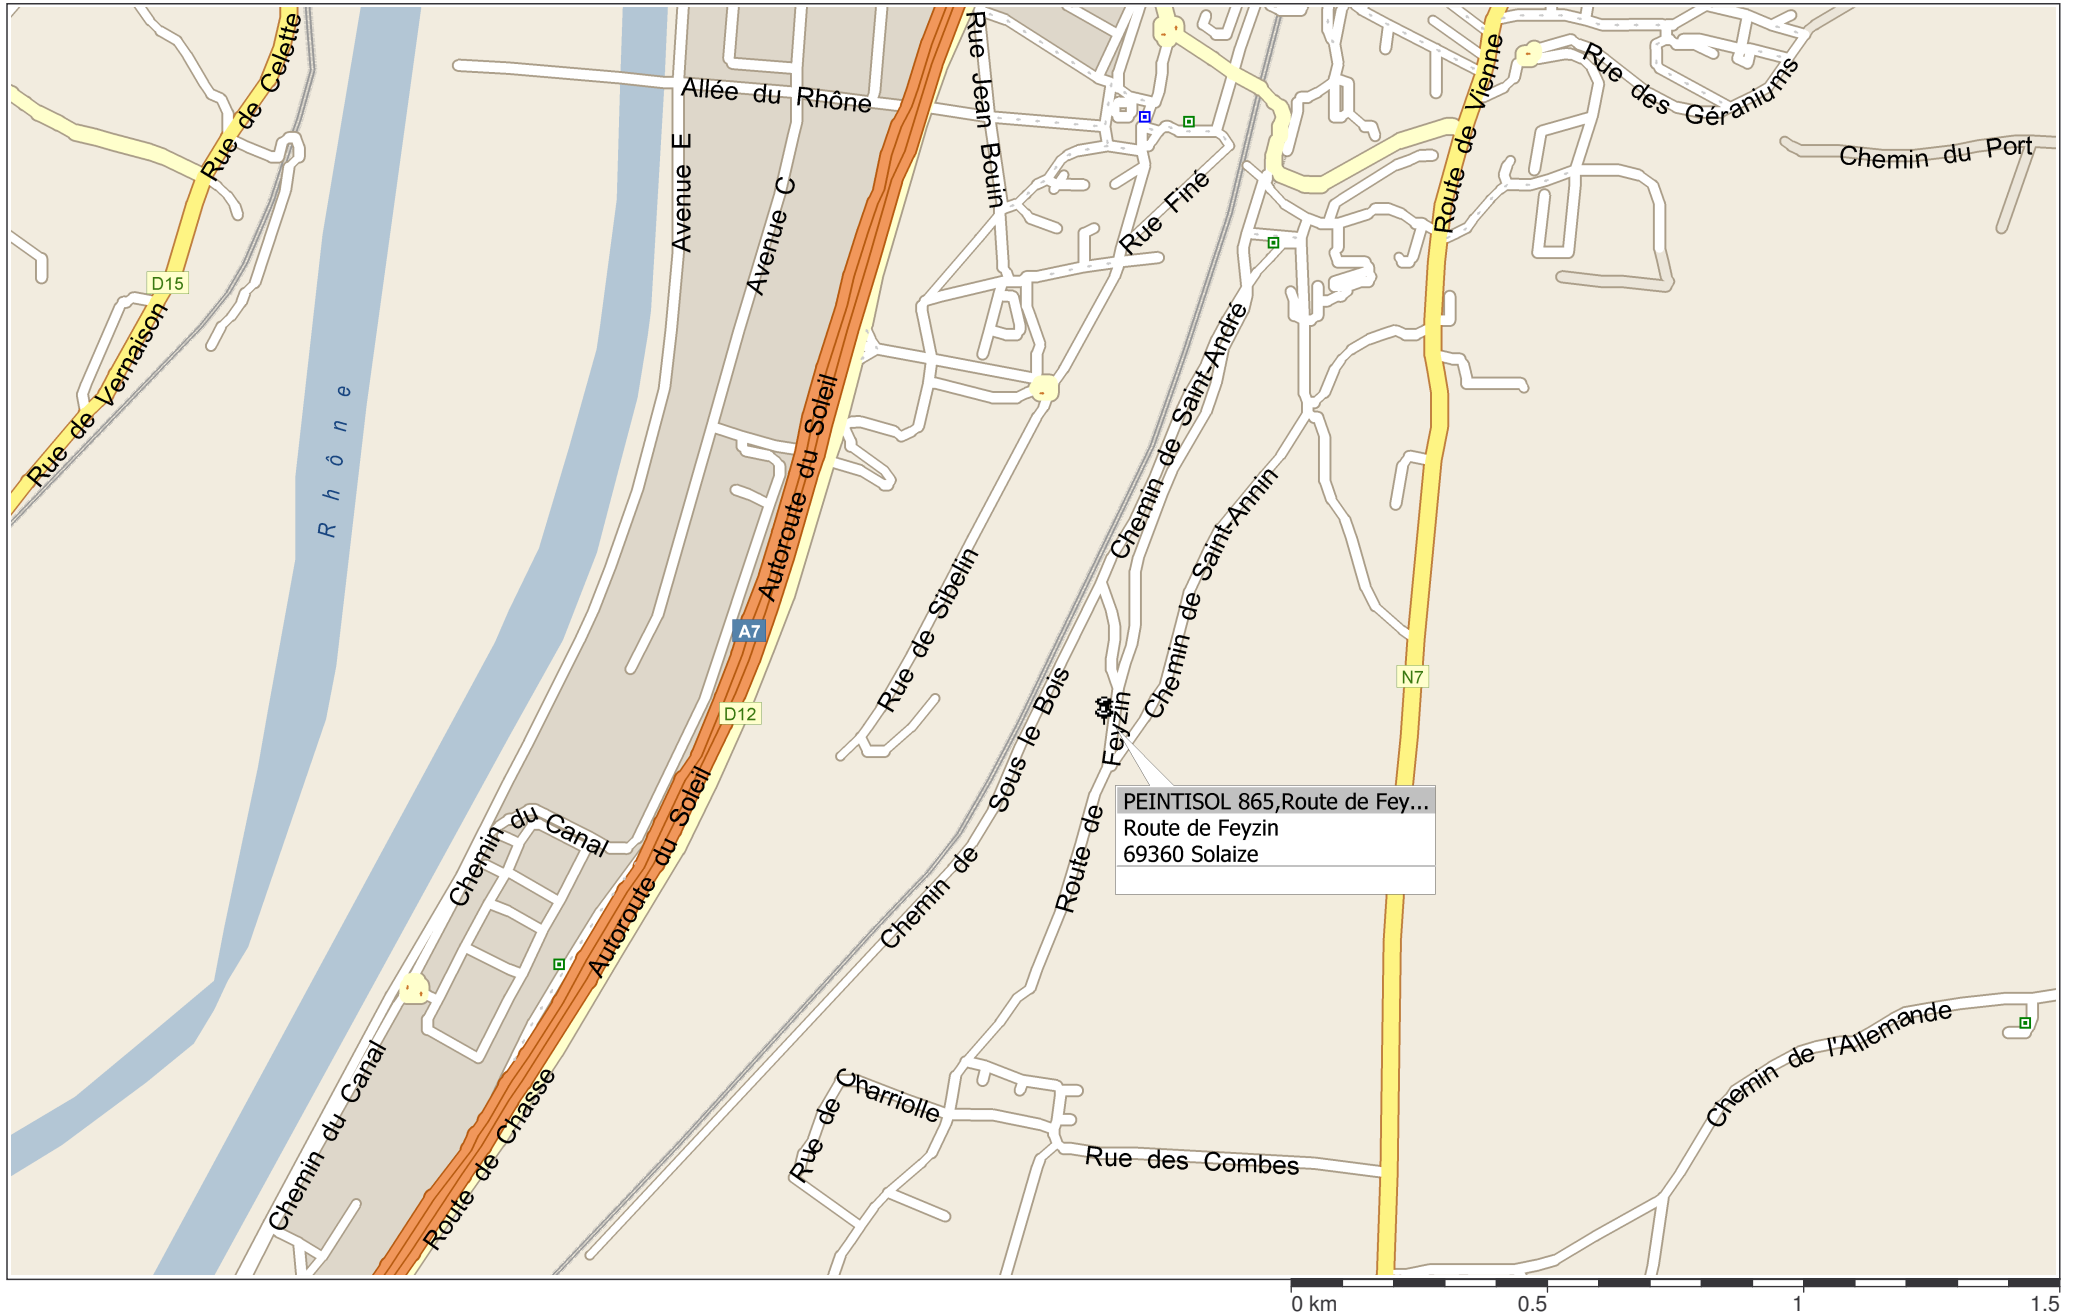 Rue de Celette
Rue Jean Bouin
Allée du Rhône
Route de Vienne
Rue des Géraniums
Chemin du Port
Avenue E
Avenue C
Rue Finé
D15
Rue de Vernaison
Rhône
Autoroute du Soleil
Chemin de Saint-André
Chemin de Saint-Annin
Rue de Sibelin
A7
N7
D12
Chemin de Sous le Bois
Route de Feyzin
PEINTISOL 865,Route de Fey...
Route de Feyzin
69360 Solaize
Chemin du Canal
Autoroute du Soleil
Chemin de l'Allemande
Chemin du Canal
Route de Chasse
Rue de Charriolle
Rue des Combes
0 km 0.5 1 1.5